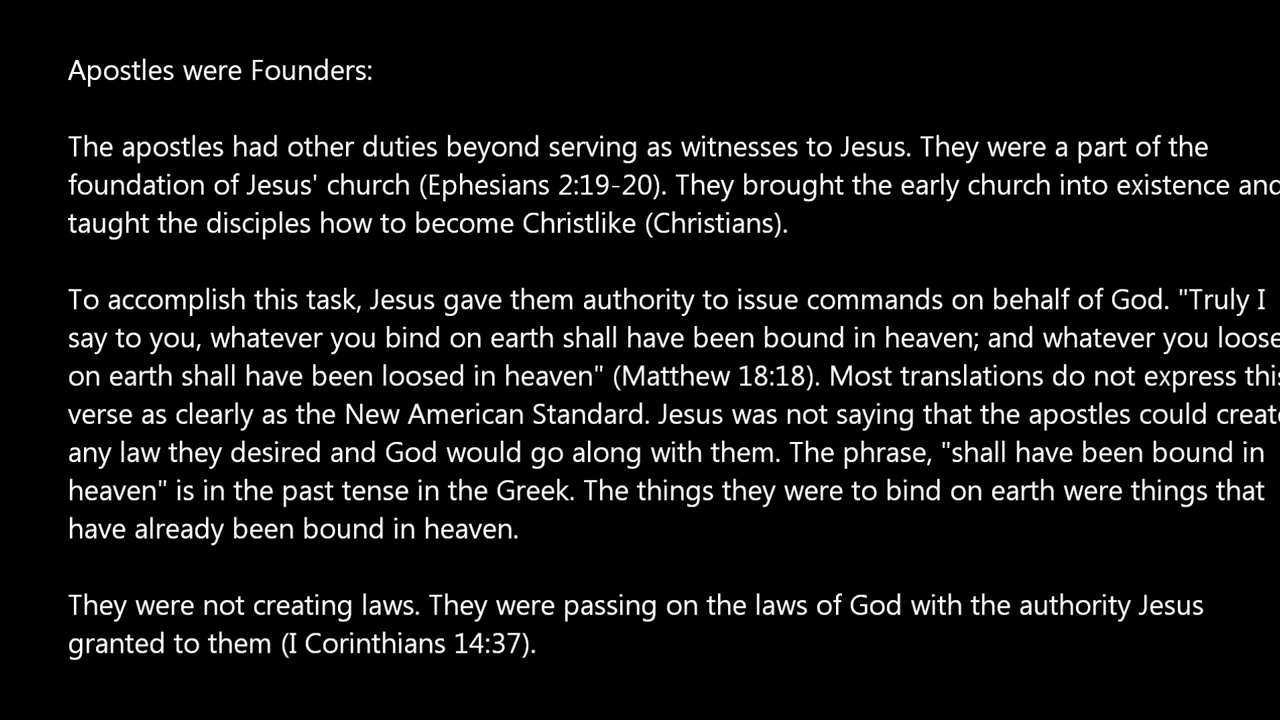 Apostles were Founders:
The apostles had other duties beyond serving as witnesses to Jesus. They were a part of the
foundation of Jesus' church (Ephesians 2:19-20). They brought the early church into existence and
taught the disciples how to become Christlike (Christians).
To accomplish this task, Jesus gave them authority to issue commands on behalf of God. "Truly I
say to you, whatever you bind on earth shall have been bound in heaven; and whatever you loose
on earth shall have been loosed in heaven" (Matthew 18:18). Most translations do not express this
verse as clearly as the New American Standard. Jesus was not saying that the apostles could create
any law they desired and God would go along with them. The phrase, "shall have been bound in
heaven" is in the past tense in the Greek. The things they were to bind on earth were things that
have already been bound in heaven.
They were not creating laws. They were passing on the laws of God with the authority Jesus
granted to them (I Corinthians 14:37).